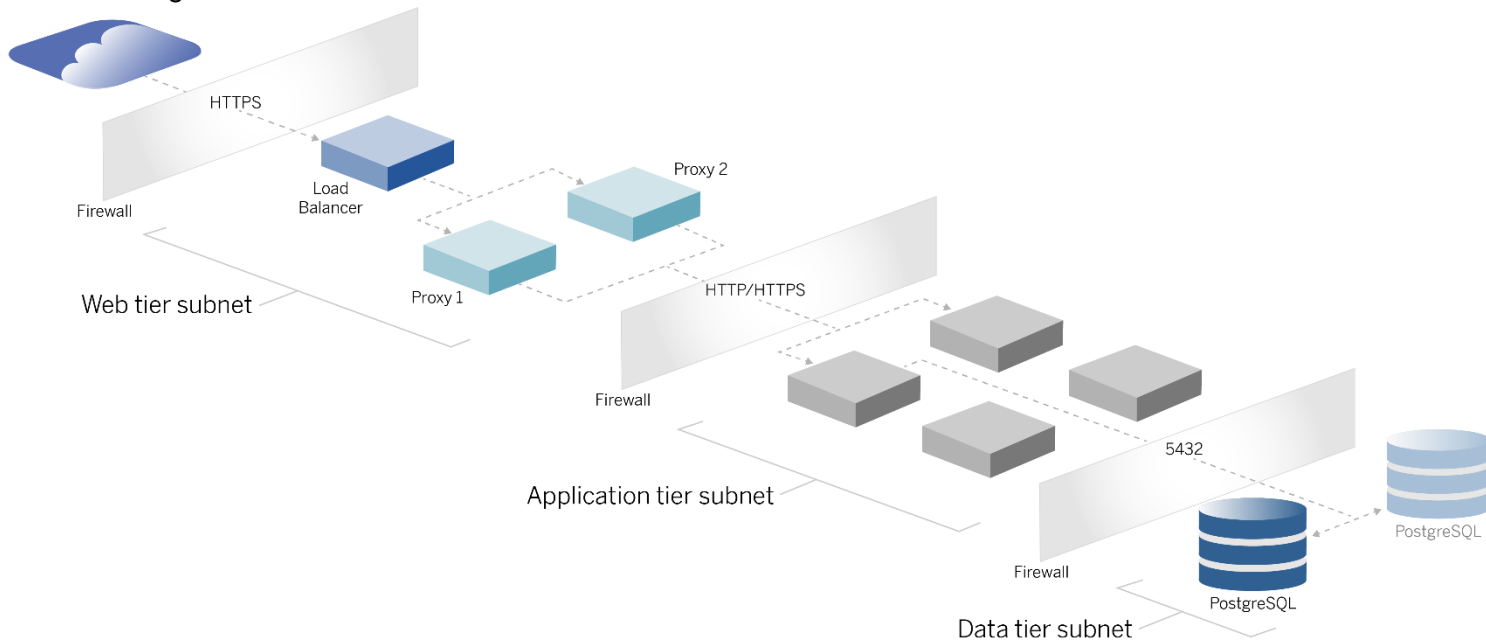 HTTPS
Load
Balancer
Firewall
Proxy 2
Proxy 1
Web tier subnet
HTTP/HTTPS
Firewall
Application tier subnet
5432
PostgreSQL
PostgreSQL
Firewall
Data tier subnet